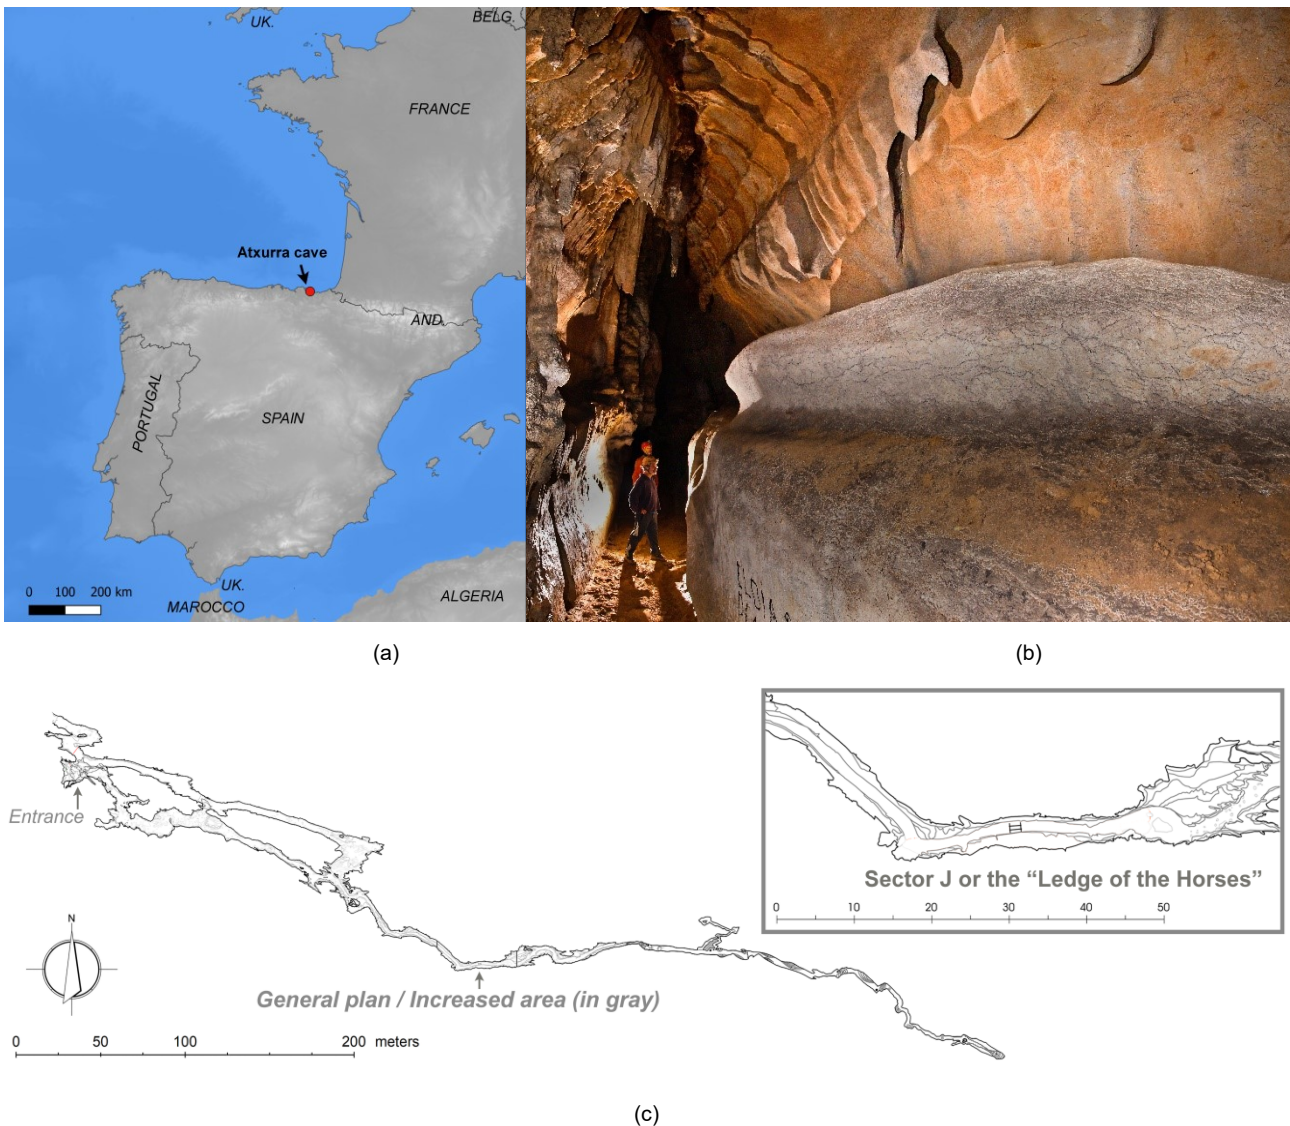 UK.
BELG.
FRANCE
Atxurra cave
AND.
PORTUGAL
SPAIN
0 100 200 km
UK.
MAROCCO
ALGERIA
(a)
(b)
Entrance
N
General plan / Increased area (in gray)
0 50 100 200 meters
Sector J or the “Ledge of the Horses”
0 10 20 30 40 50
(c)